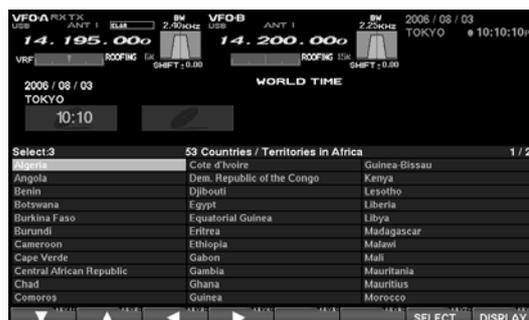 VFO-A RX TX ANT 1 BW VFO-B ANT 1 BW 2006 / 08 / 03
USB 2.40KHz USB 2.25KHz TOKYO 10:10:10
14. 195. 00o 14. 200. 00o
VRF ROOFING SHIFT ±0.00 ROOFING 15K SHIFT ±0.00
2006 / 08 / 03 WORLD TIME
TOKYO
10:10
Select:3 53 Countries / Territories in Africa 1 / 2
Algeria Cote d'Ivoire Guinea-Bissau
Angola Dem. Republic of the Congo Kenya
Benin Djibouti Lesotho
Botswana Egypt Liberia
Burkina Faso Equatorial Guinea Libya
Burundi Eritrea Madagascar
Cameroon Ethiopia Malawi
Cape Verde Gabon Mali
Central African Republic Gambia Mauritania
Chad Ghana Mauritius
Comoros Guinea Morocco
SELECT DISPLAY